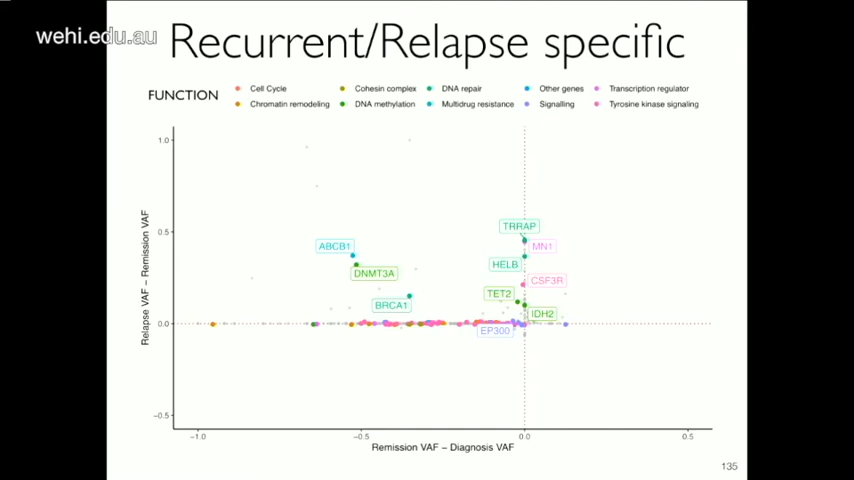 wehi.edu.au
Recurrent/Relapse specific
FUNCTION
Cell Cycle
Cohesin complex
DNA repair
Other genes
Transcription regulator
Chromatin remodeling
DNA methylation
Multidrug resistance
Signalling
Tyrosine kinase signaling
Relapse VAF − Remission VAF
1.0
0.5
0.0
−0.5
TRRAP
MN1
ABCB1
HELB
DNMT3A
CSF3R
TET2
BRCA1
IDH2
EP300
−1.0
−0.5
0.0
0.5
Remission VAF − Diagnosis VAF
135